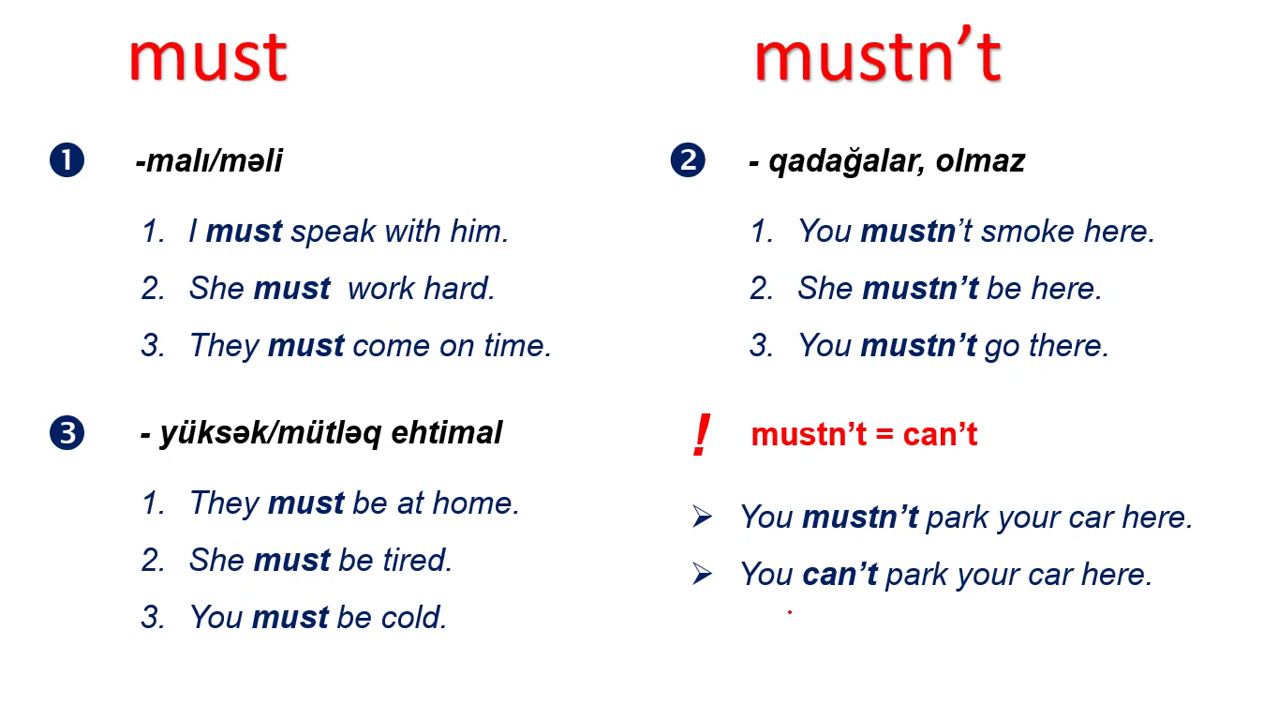 must
❶ -malı/məli
1. I must speak with him.
2. She must work hard.
3. They must come on time.
❸ - yüksək/mütləq ehtimal
1. They must be at home.
2. She must be tired.
3. You must be cold.
mustn’t
❷ - qadağalar, olmaz
1. You mustn’t smoke here.
2. She mustn’t be here.
3. You mustn’t go there.
! mustn’t = can’t
➢ You mustn’t park your car here.
➢ You can’t park your car here.